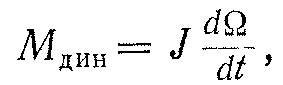 M_дин = J dΩ/dt,